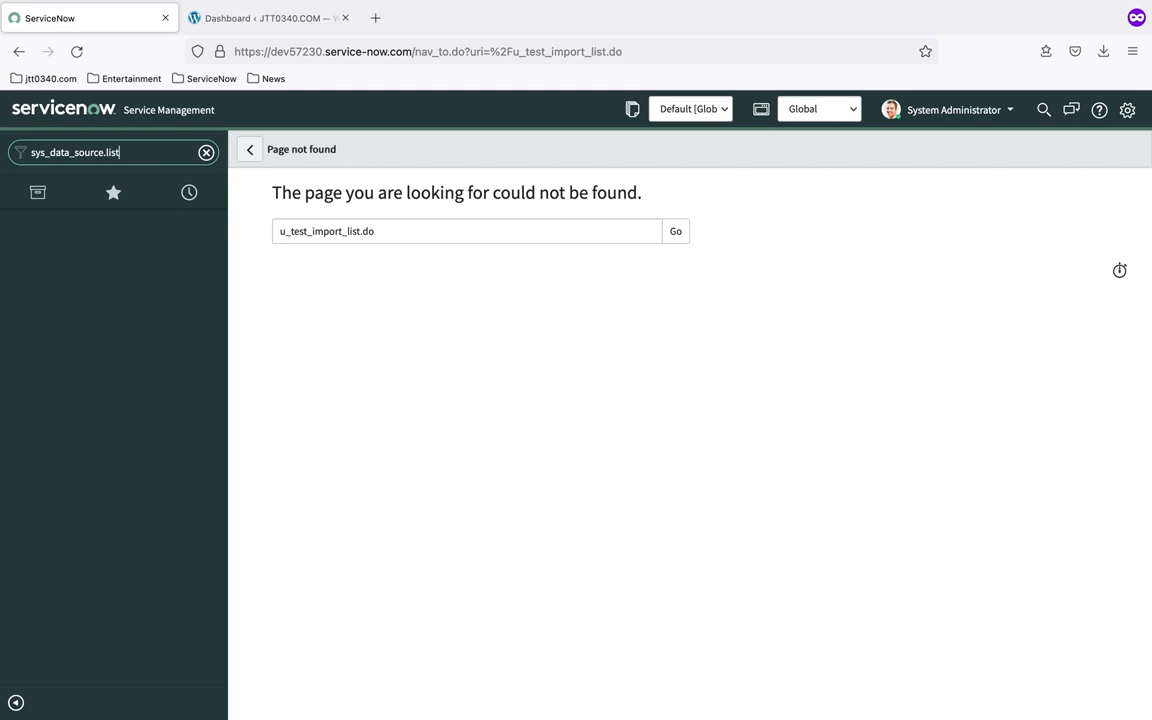 ServiceNow
Dashboard ‹ JTT0340.COM —
https://dev57230.service-now.com/nav_to.do?uri=%2Fu_test_import_list.do
jtt0340.com
Entertainment
ServiceNow
News
servicenow Service Management
Default [Glob
Global
System Administrator
sys_data_source.list
Page not found
The page you are looking for could not be found.
u_test_import_list.do
Go